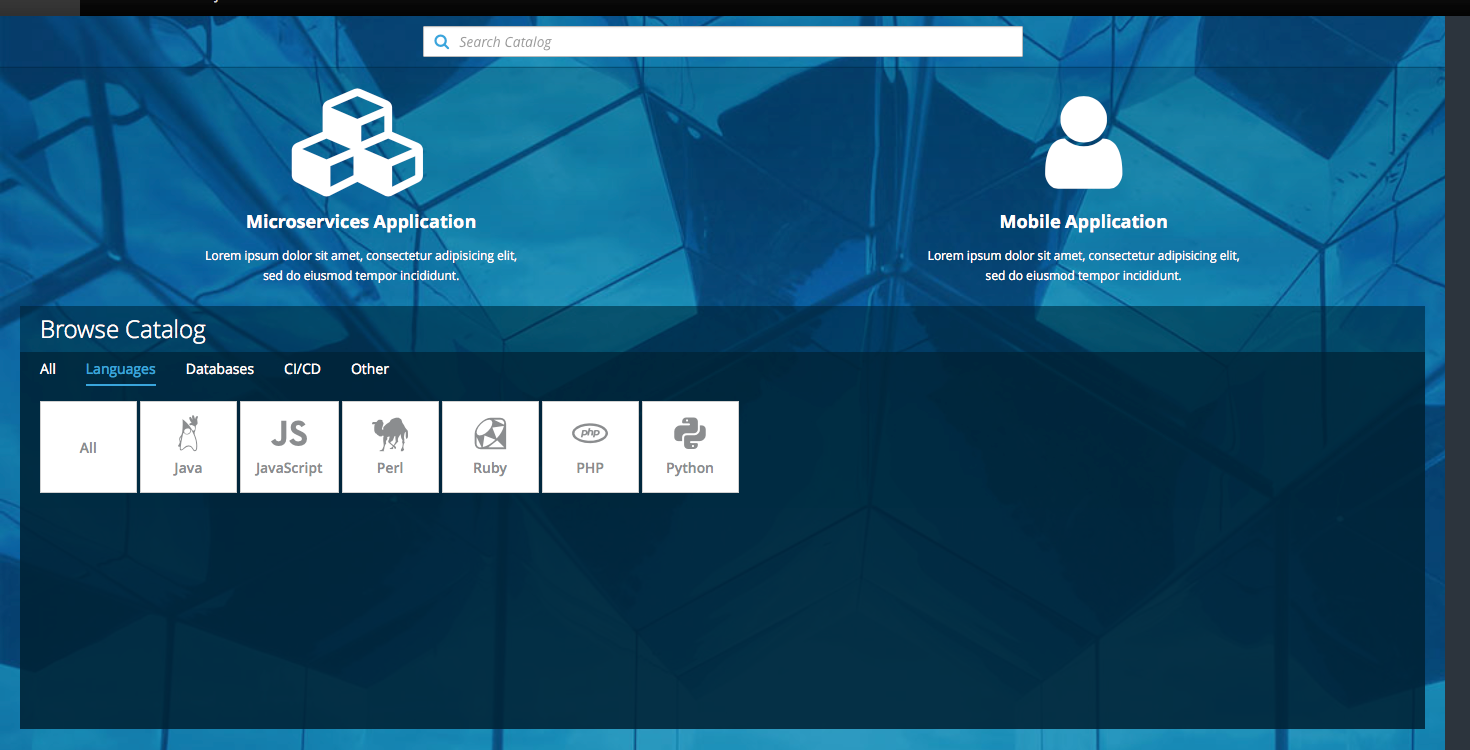 Search Catalog
Microservices Application
Lorem ipsum dolor sit amet, consectetur adipisicing elit,
sed do eiusmod tempor incididunt.
Mobile Application
Lorem ipsum dolor sit amet, consectetur adipisicing elit,
sed do eiusmod tempor incididunt.
Browse Catalog
All Languages Databases CI/CD Other
All
Java
JS
JavaScript
Perl
Ruby
php
PHP
Python